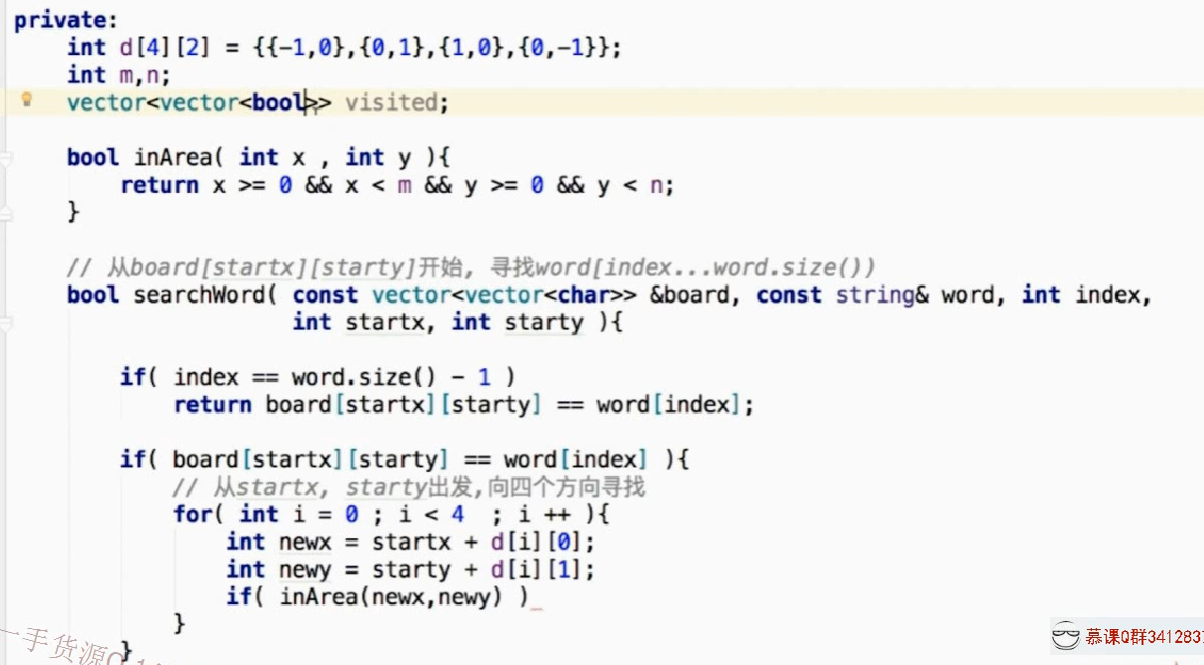 private:
    int d[4][2] = {{-1,0},{0,1},{1,0},{0,-1}};
    int m,n;
    vector<vector<bool>> visited;
    bool inArea( int x , int y ){
        return x >= 0 && x < m && y >= 0 && y < n;
    }
    // 从board[startx][starty]开始, 寻找word[index...word.size())
    bool searchWord( const vector<vector<char>> &board, const string& word, int index,
                     int startx, int starty ){
        if( index == word.size() - 1 )
            return board[startx][starty] == word[index];
        if( board[startx][starty] == word[index] ){
            // 从startx, starty出发,向四个方向寻找
            for( int i = 0 ; i < 4  ; i ++ ){
                int newx = startx + d[i][0];
                int newy = starty + d[i][1];
                if( inArea(newx,newy) )
            }
        }
一手货源
慕课Q群341283